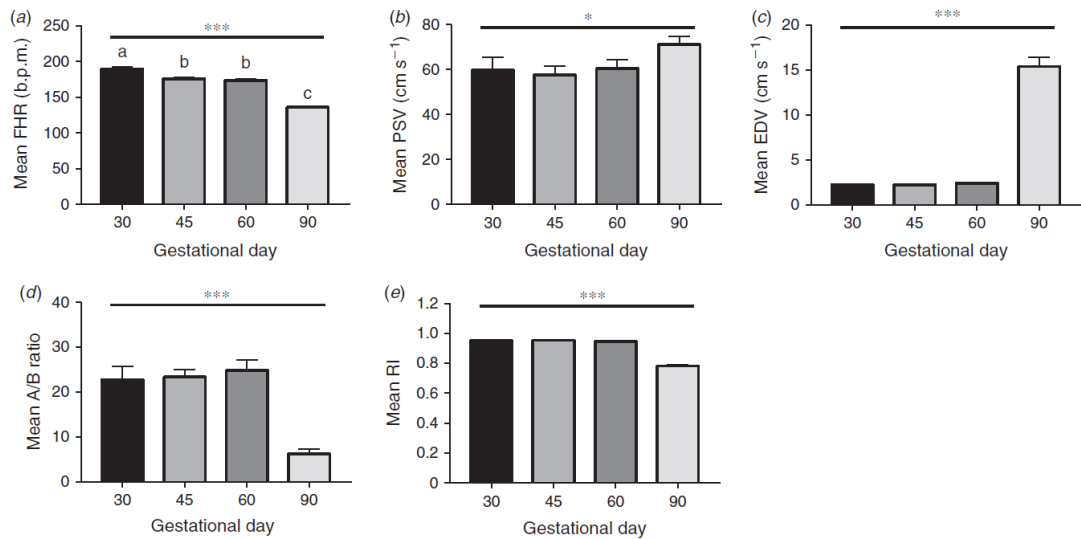 (a)
***
250
200
150
100
50
0
Mean FHR (b.p.m.)
a
b
b
c
30 45 60 90
Gestational day
(b)
*
80
60
40
20
0
Mean PSV (cm s⁻¹)
30 45 60 90
Gestational day
(c)
***
20
15
10
5
0
Mean EDV (cm s⁻¹)
30 45 60 90
Gestational day
(d)
***
40
30
20
10
0
Mean A/B ratio
30 45 60 90
Gestational day
(e)
***
1.2
1.0
0.8
0.6
0.4
0.2
0
Mean RI
30 45 60 90
Gestational day